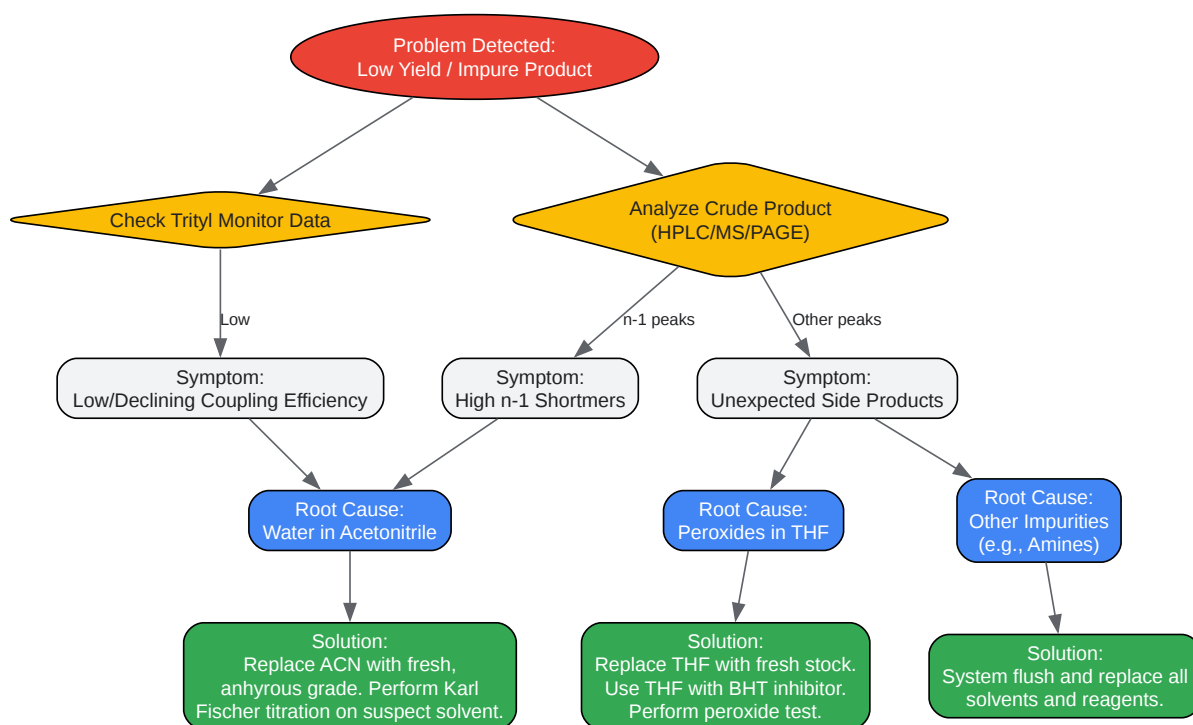 Problem Detected:
Low Yield / Impure Product
Check Trityl Monitor Data
Analyze Crude Product
(HPLC/MS/PAGE)
Low
n-1 peaks
Other peaks
Symptom:
Low/Declining Coupling Efficiency
Symptom:
High n-1 Shortmers
Symptom:
Unexpected Side Products
Root Cause:
Water in Acetonitrile
Root Cause:
Peroxides in THF
Root Cause:
Other Impurities
(e.g., Amines)
Solution:
Replace ACN with fresh,
anhyrous grade. Perform Karl
Fischer titration on suspect solvent.
Solution:
Replace THF with fresh stock.
Use THF with BHT inhibitor.
Perform peroxide test.
Solution:
System flush and replace all
solvents and reagents.